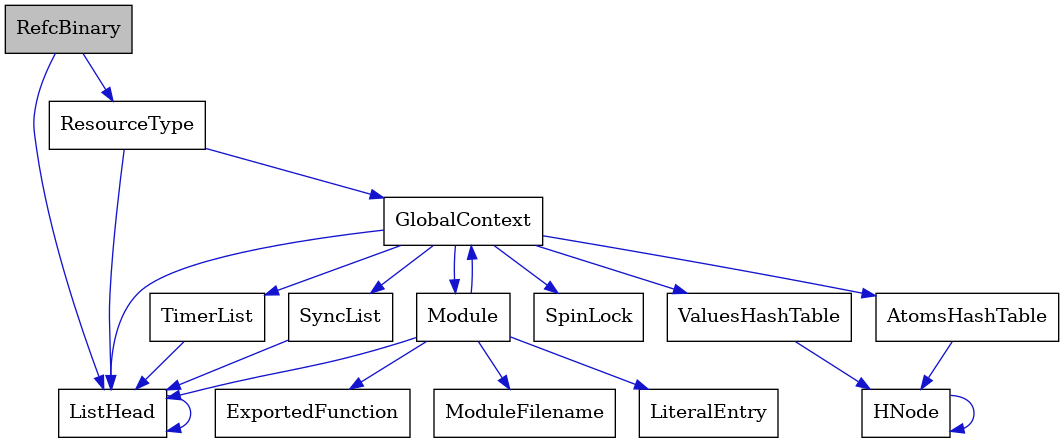 RefcBinary
ResourceType
GlobalContext
TimerList
SyncList
Module
SpinLock
ValuesHashTable
AtomsHashTable
ListHead
ExportedFunction
ModuleFilename
LiteralEntry
HNode